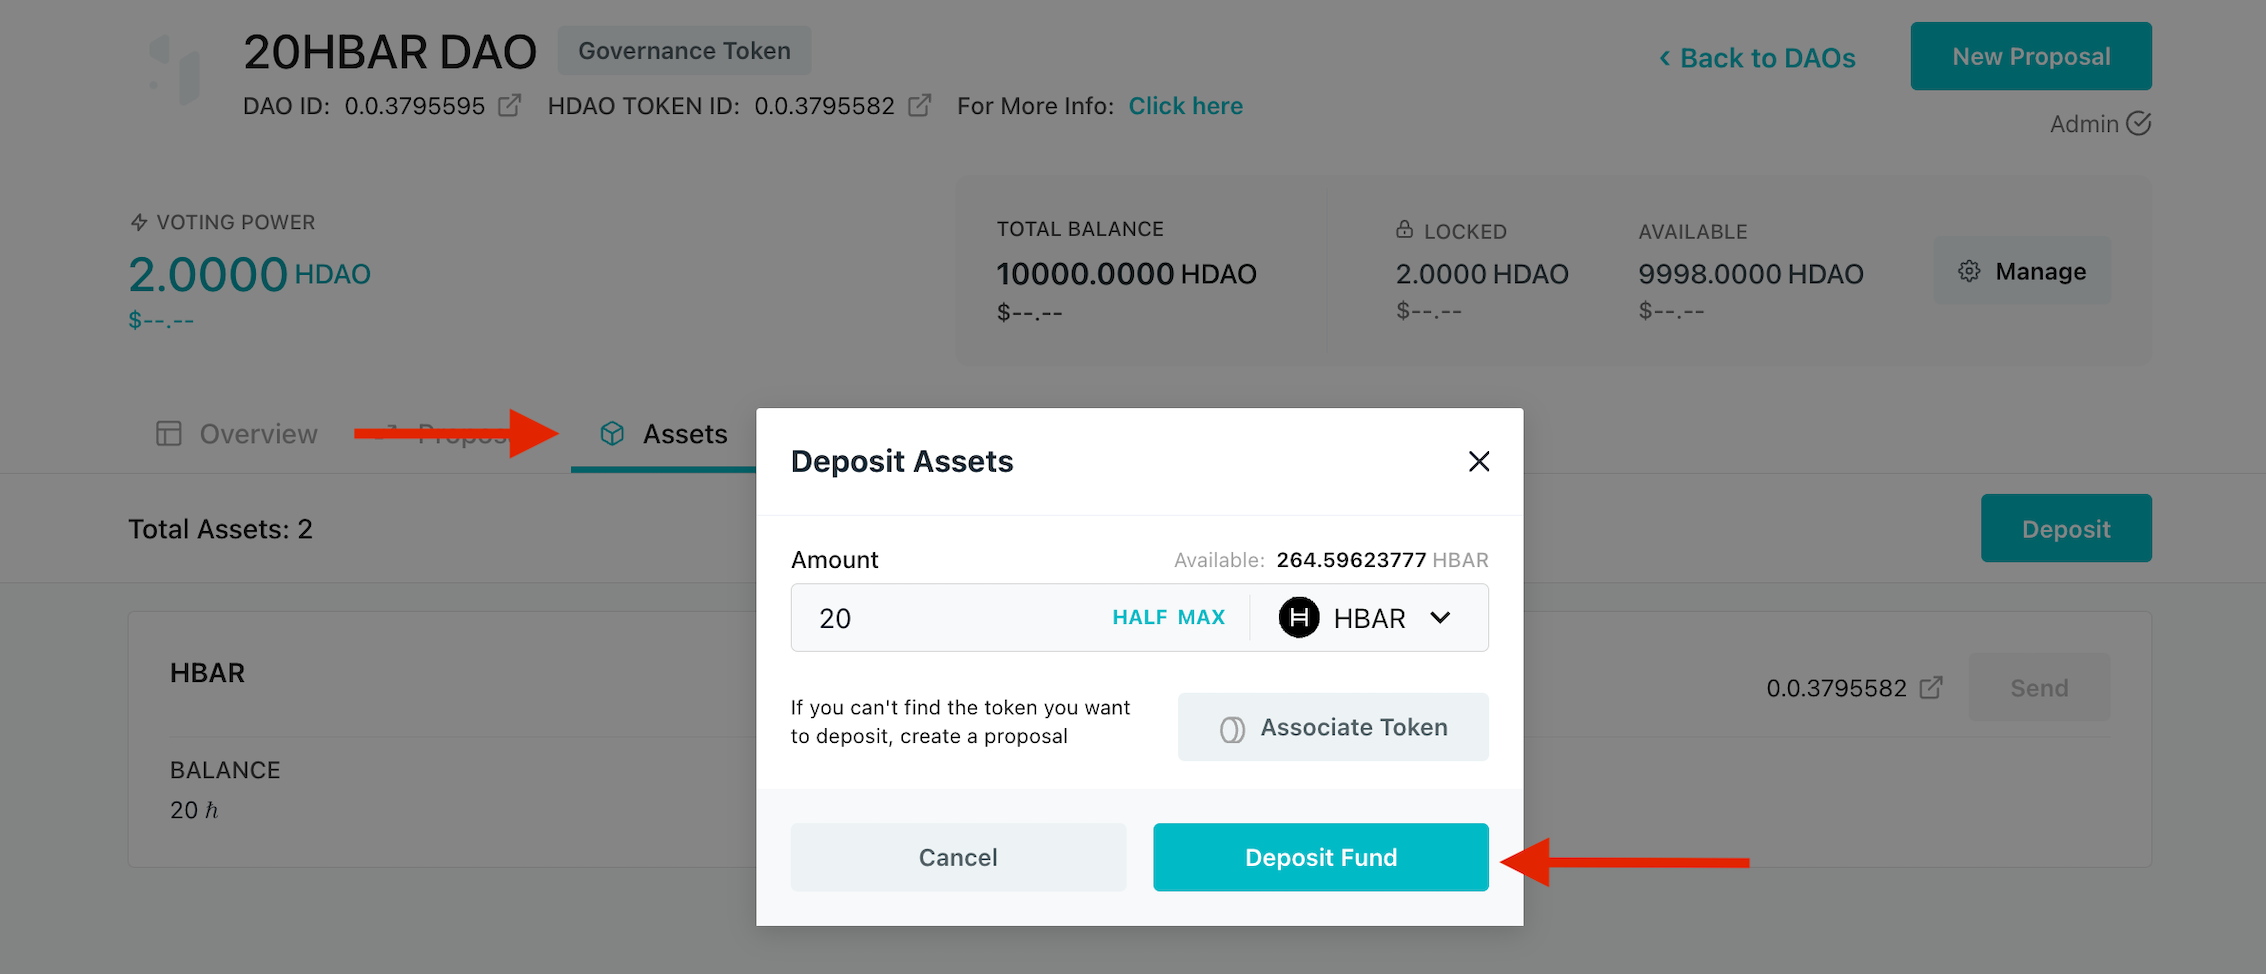 20HBAR DAO Governance Token
DAO ID: 0.0.3795595 HDAO TOKEN ID: 0.0.3795582 For More Info: Click here
‹ Back to DAOs
New Proposal
Admin
VOTING POWER
2.0000 HDAO
$--.--
TOTAL BALANCE
10000.0000 HDAO
$--.--
LOCKED
2.0000 HDAO
$--.--
AVAILABLE
9998.0000 HDAO
$--.--
Manage
Overview
Assets
Total Assets: 2
Deposit
HBAR
BALANCE
20 ℏ
0.0.3795582
Send
Deposit Assets
Amount
Available: 264.59623777 HBAR
20 HALF MAX HBAR
If you can't find the token you want
to deposit, create a proposal
Associate Token
Cancel
Deposit Fund